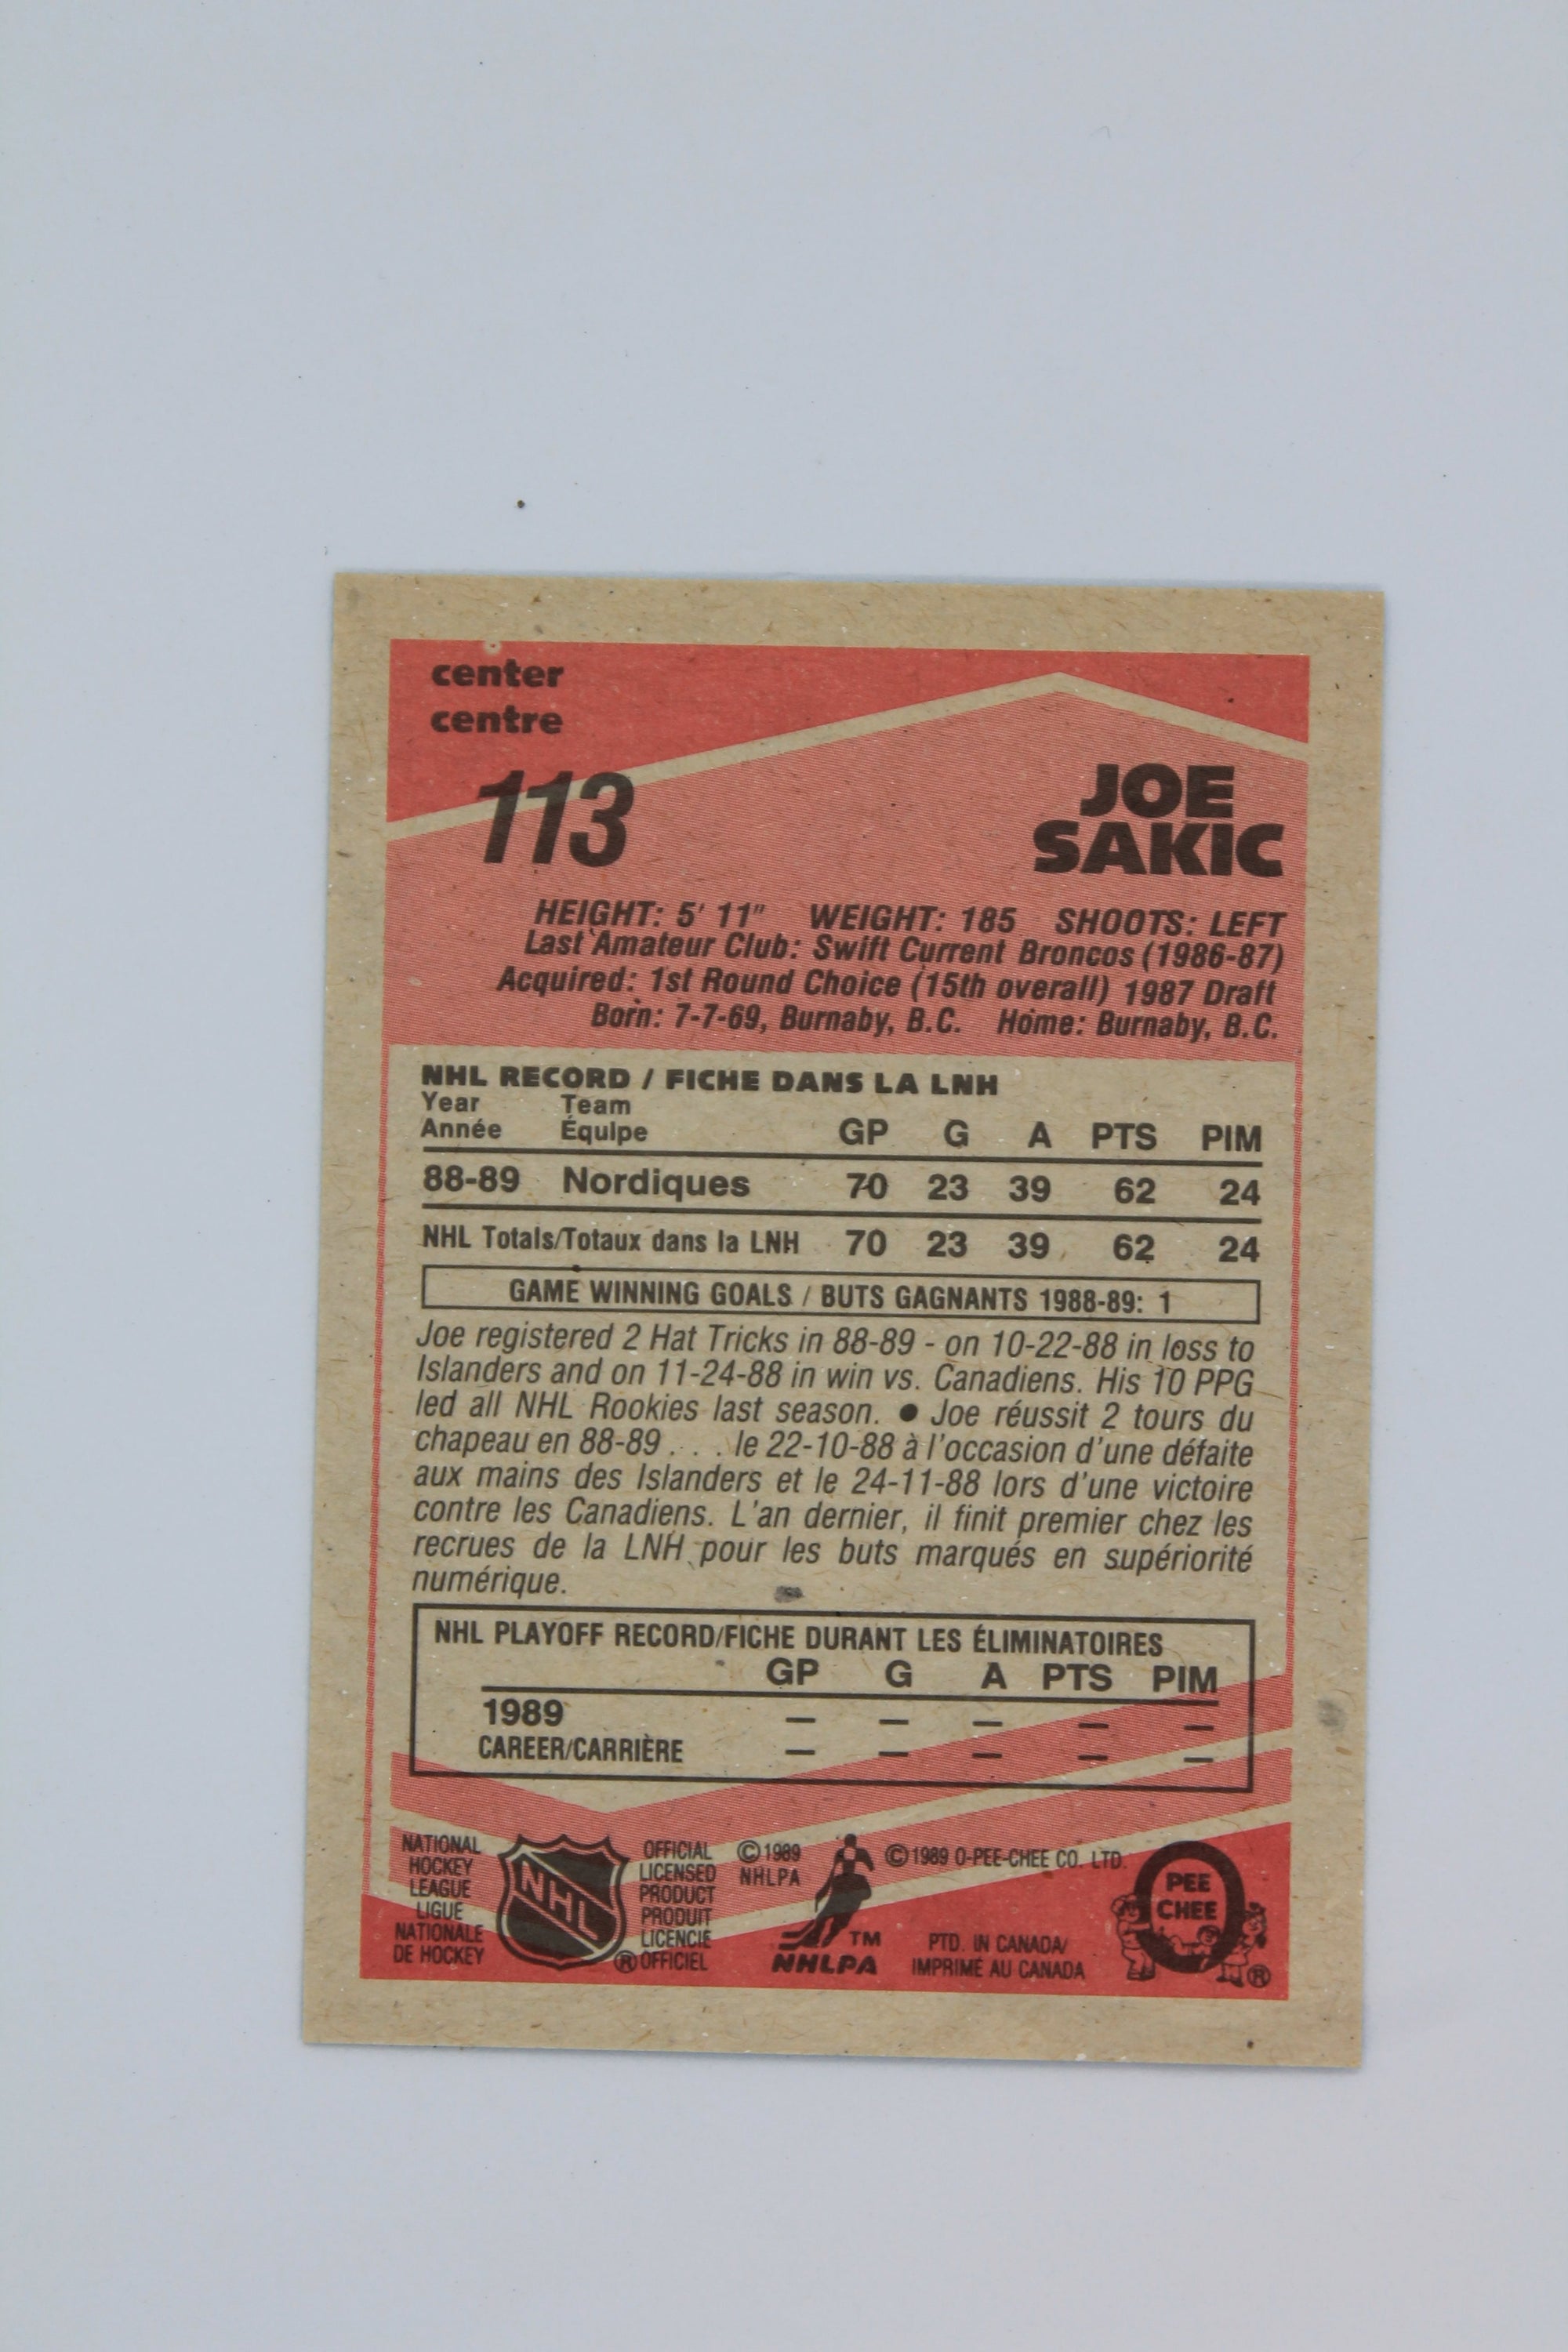 center
centre
113
JOE
SAKIC
HEIGHT: 5' 11" WEIGHT: 185 SHOOTS: LEFT
Last Amateur Club: Swift Current Broncos (1986-87)
Acquired: 1st Round Choice (15th overall) 1987 Draft
Born: 7-7-69, Burnaby, B.C. Home: Burnaby, B.C.
NHL RECORD / FICHE DANS LA LNH
Year Team
Année Équipe GP G A PTS PIM
88-89 Nordiques 70 23 39 62 24
NHL Totals/Totaux dans la LNH 70 23 39 62 24
GAME WINNING GOALS / BUTS GAGNANTS 1988-89: 1
Joe registered 2 Hat Tricks in 88-89 - on 10-22-88 in loss to
Islanders and on 11-24-88 in win vs. Canadiens. His 10 PPG
led all NHL Rookies last season. ● Joe réussit 2 tours du
chapeau en 88-89 . . . le 22-10-88 à l'occasion d'une défaite
aux mains des Islanders et le 24-11-88 lors d'une victoire
contre les Canadiens. L'an dernier, il finit premier chez les
recrues de la LNH pour les buts marqués en supériorité
numérique.
NHL PLAYOFF RECORD/FICHE DURANT LES ÉLIMINATOIRES
GP G A PTS PIM
1989 – – – – –
CAREER/CARRIÈRE – – – – –
NATIONAL
HOCKEY
LEAGUE
LIGUE
NATIONALE
DE HOCKEY
NHL
OFFICIAL
LICENSED
PRODUCT
PRODUIT
LICENCIÉ
® OFFICIEL
©1989
NHLPA
TM
NHLPA
©1989 O-PEE-CHEE CO. LTD.
PTD. IN CANADA/
IMPRIMÉ AU CANADA
O
PEE
CHEE
®